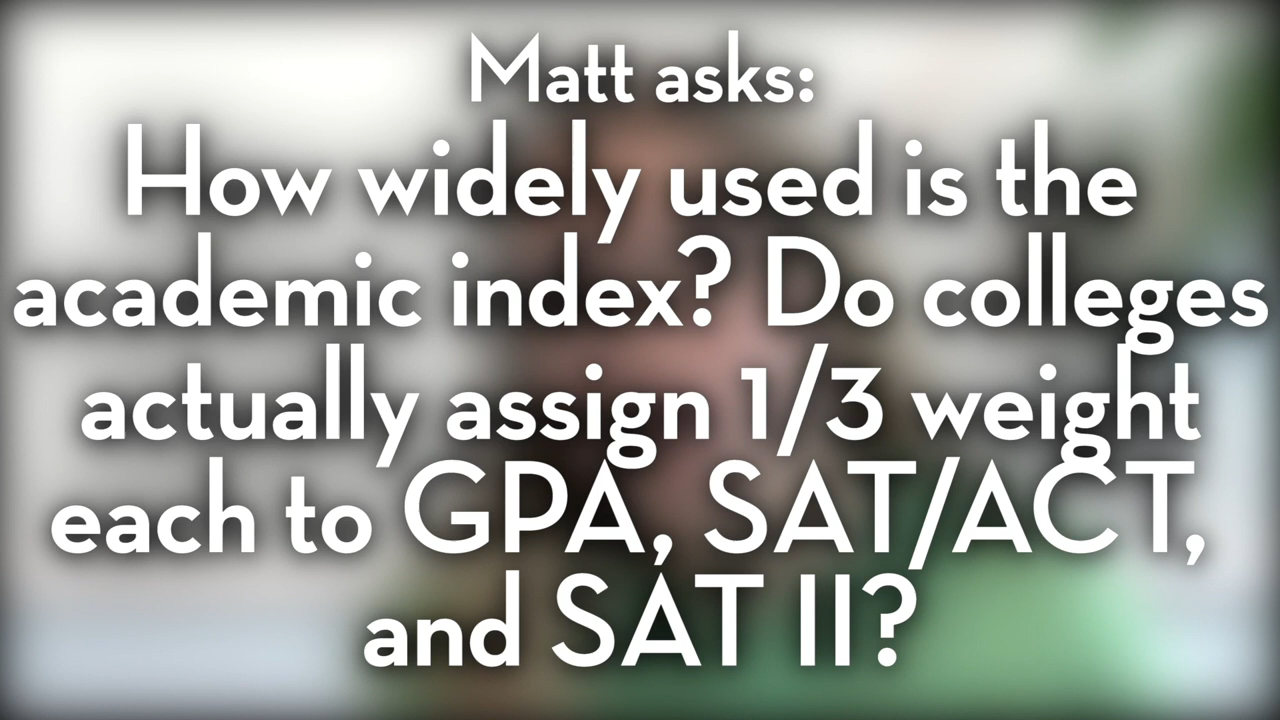 Matt asks:
How widely used is the
academic index? Do colleges
actually assign 1/3 weight
each to GPA, SAT/ACT,
and SAT II?